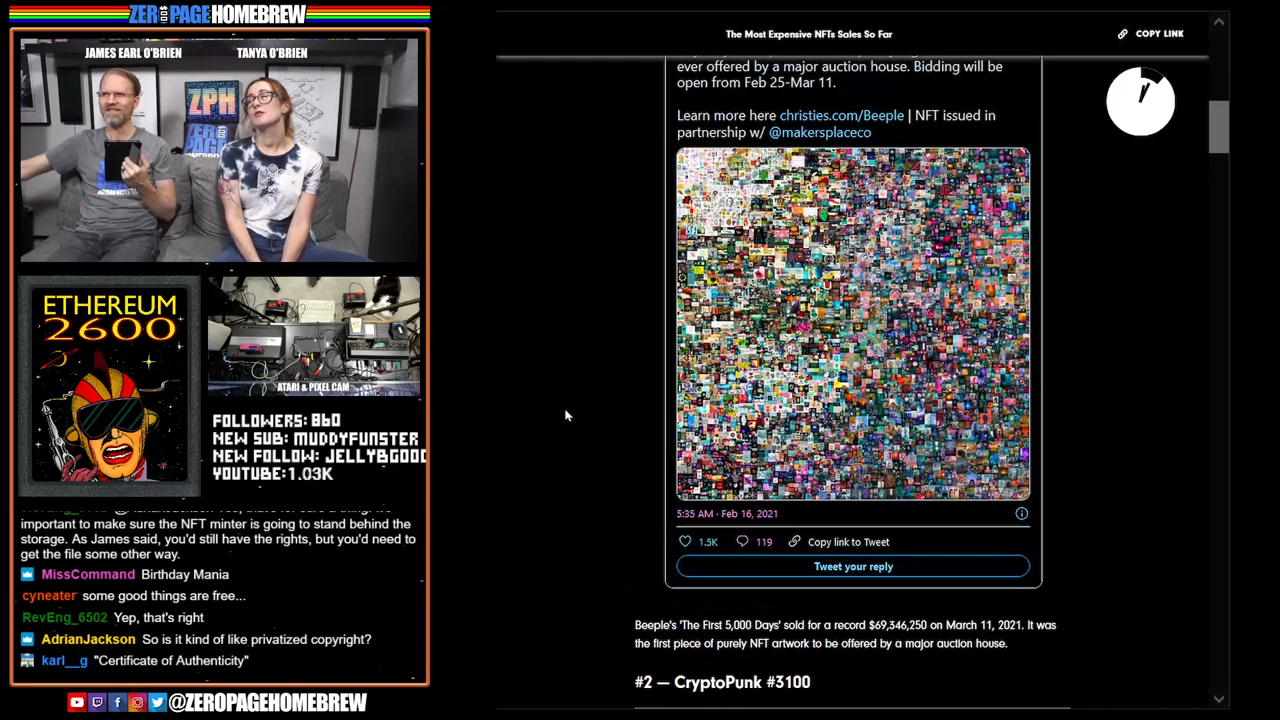 ZEROPAGE HOMEBREW
JAMES EARL O'BRIEN
TANYA O'BRIEN
ZPH
ETHEREUM
2600
ATARI & PIXEL CAM
FOLLOWERS: 860
NEW SUB: MUDDYFUNSTER
NEW FOLLOW: JELLYBGOOD
YOUTUBE:1.03K
important to make sure the NFT minter is going to stand behind the
storage. As James said, you'd still have the rights, but you'd need to
get the file some other way.
MissCommand Birthday Mania
cyneater some good things are free...
RevEng_6502 Yep, that's right
AdrianJackson So is it kind of like privatized copyright?
karl__g "Certificate of Authenticity"
@ZEROPAGEHOMEBREW
The Most Expensive NFTs Sales So Far
COPY LINK
ever offered by a major auction house. Bidding will be
open from Feb 25-Mar 11.
Learn more here christies.com/Beeple | NFT issued in
partnership w/ @makersplaceco
5:35 AM · Feb 16, 2021
1.5K 119 Copy link to Tweet
Tweet your reply
Beeple's 'The First 5,000 Days' sold for a record $69,346,250 on March 11, 2021. It was
the first piece of purely NFT artwork to be offered by a major auction house.
#2 — CryptoPunk #3100